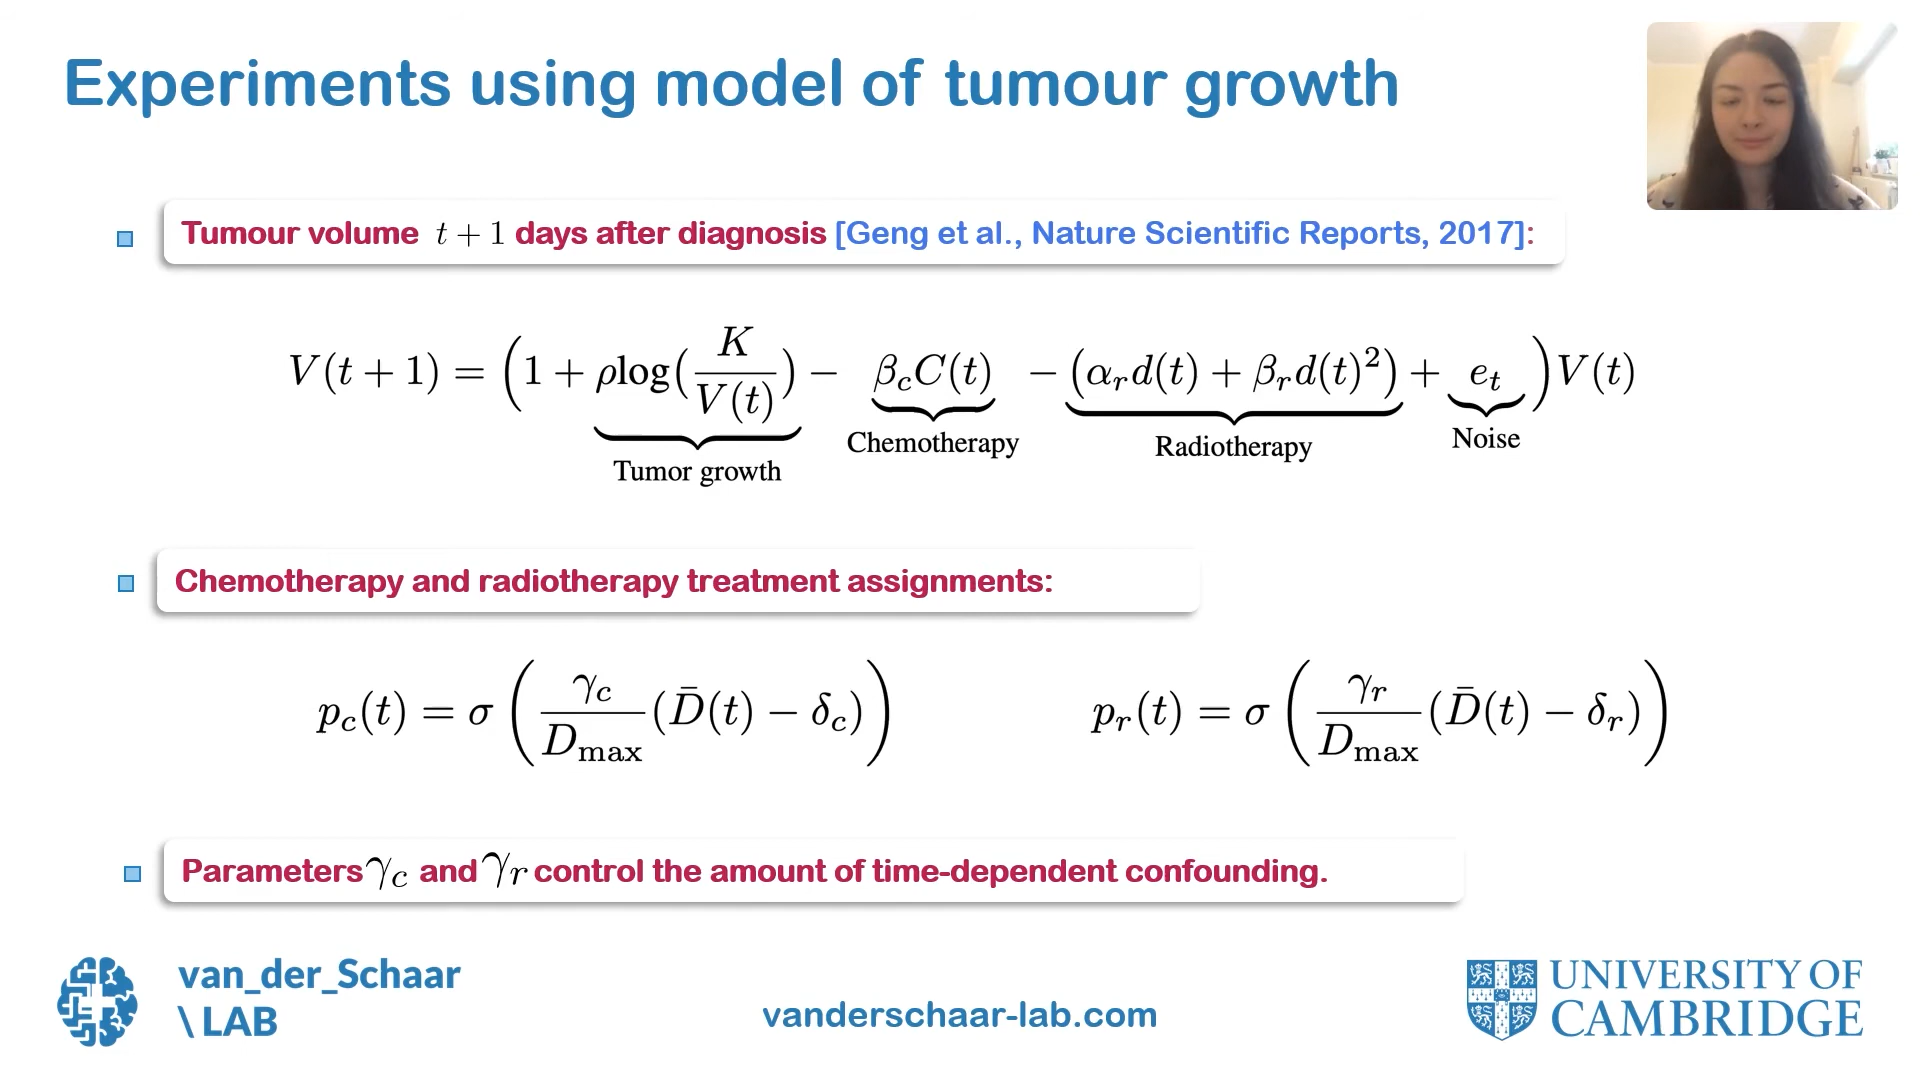 Experiments using model of tumour growth
Tumour volume t + 1 days after diagnosis [Geng et al., Nature Scientific Reports, 2017]:
V(t + 1) = (1 + ρlog(K/V(t)) − β_cC(t) − (α_rd(t) + β_rd(t)²) + e_t)V(t)
Tumor growth Chemotherapy Radiotherapy Noise
Chemotherapy and radiotherapy treatment assignments:
p_c(t) = σ(γ_c/D_max (D̄(t) − δ_c)) p_r(t) = σ(γ_r/D_max (D̄(t) − δ_r))
Parameters γ_c and γ_r control the amount of time-dependent confounding.
van_der_Schaar
\ LAB
vanderschaar-lab.com
UNIVERSITY OF
CAMBRIDGE